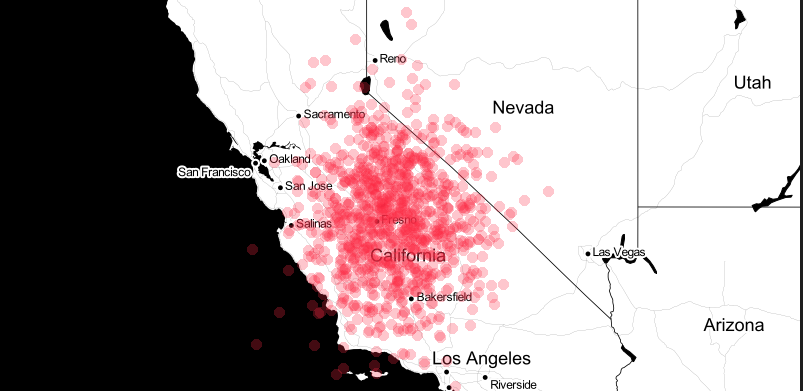 Reno
Utah
Nevada
Sacramento
Oakland
San Francisco
San Jose
Salinas
Fresno
California
Las Vegas
Bakersfield
Arizona
Los Angeles
Riverside